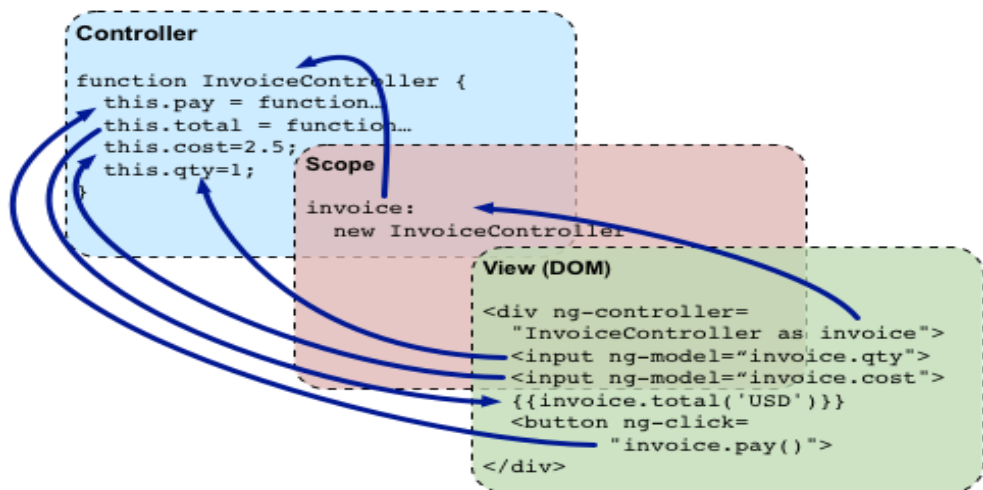 Controller
function InvoiceController {
this.pay = function…
this.total = function…
this.cost=2.5;
this.qty=1;
}
Scope
invoice:
new InvoiceController
View (DOM)
<div ng-controller=
"InvoiceController as invoice">
<input ng-model=“invoice.qty">
<input ng-model=“invoice.cost">
{{invoice.total('USD')}}
<button ng-click=
"invoice.pay()">
</div>